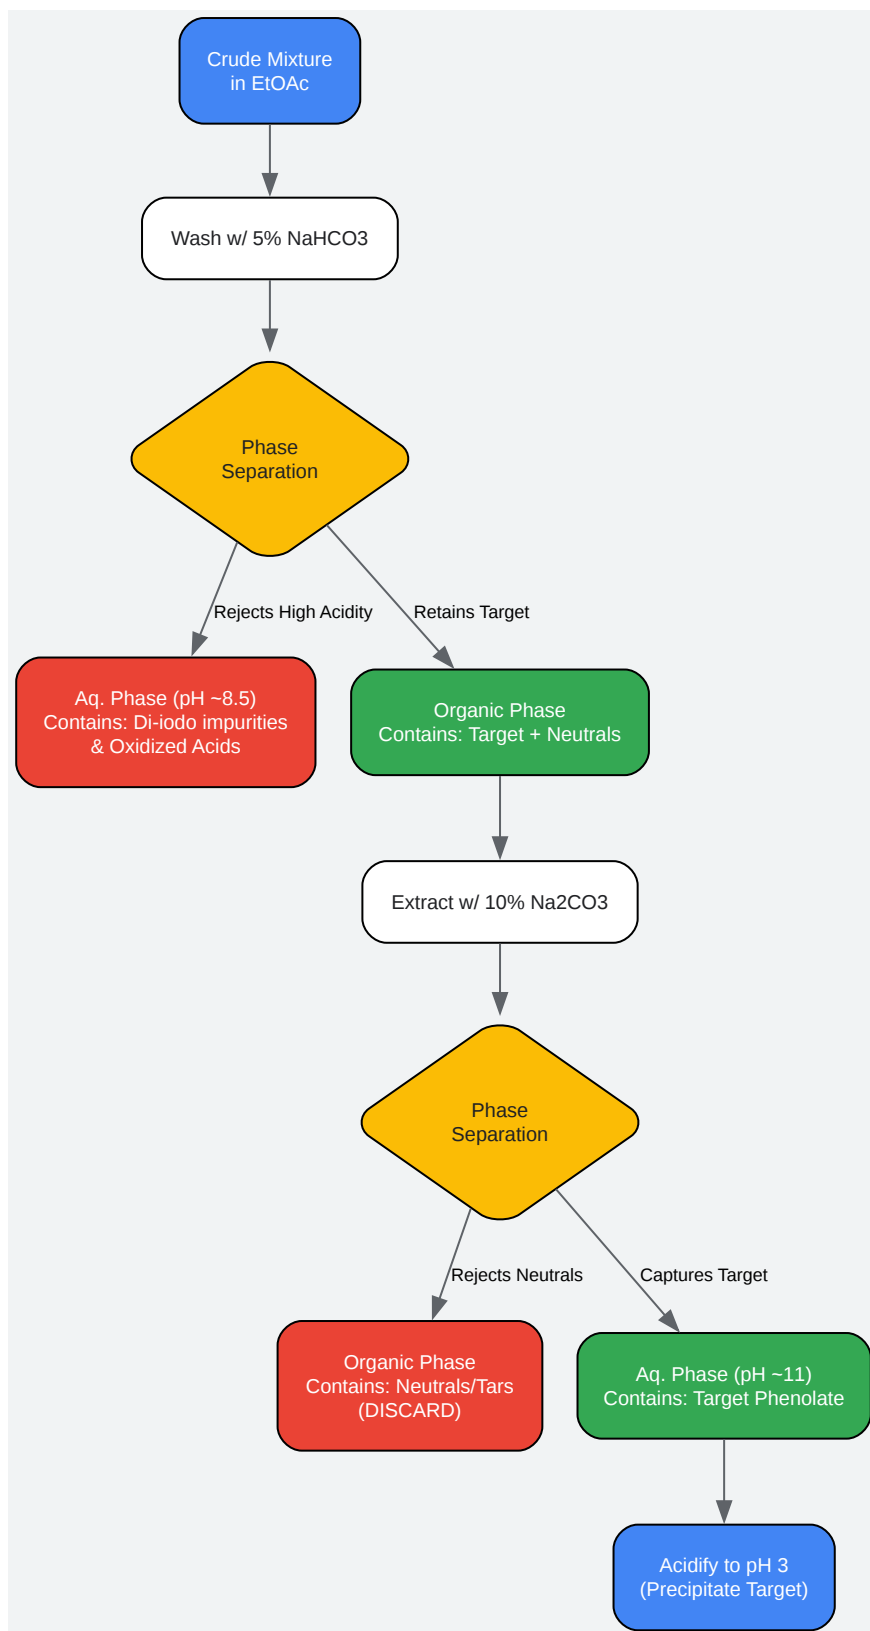 Crude Mixture
in EtOAc
Wash w/ 5% NaHCO3
Phase
Separation
Rejects High Acidity
Retains Target
Aq. Phase (pH ~8.5)
Contains: Di-iodo impurities
& Oxidized Acids
Organic Phase
Contains: Target + Neutrals
Extract w/ 10% Na2CO3
Phase
Separation
Rejects Neutrals
Captures Target
Organic Phase
Contains: Neutrals/Tars
(DISCARD)
Aq. Phase (pH ~11)
Contains: Target Phenolate
Acidify to pH 3
(Precipitate Target)